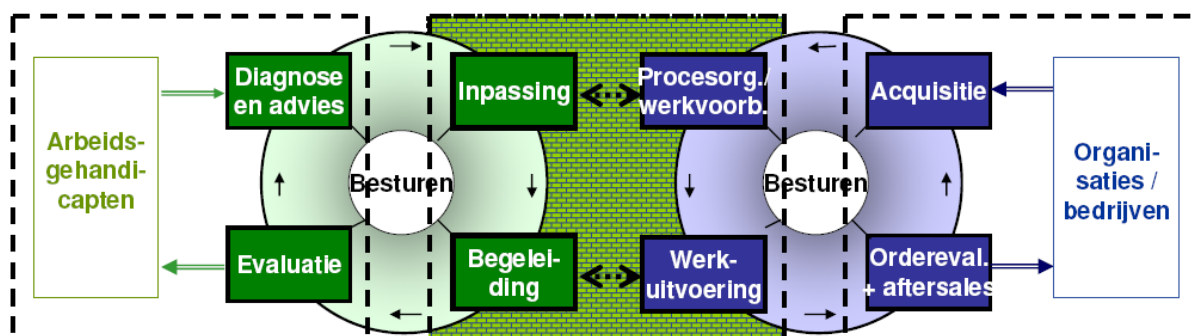 Arbeids-
gehandi-
capten
Diagnose
en advies
Inpassing
Besturen
Evaluatie
Begelei-
ding
Procesorg./
werkvoorb.
Acquisitie
Besturen
Werk-
uitvoering
Ordereval.
+ aftersales
Organi-
saties /
bedrijven